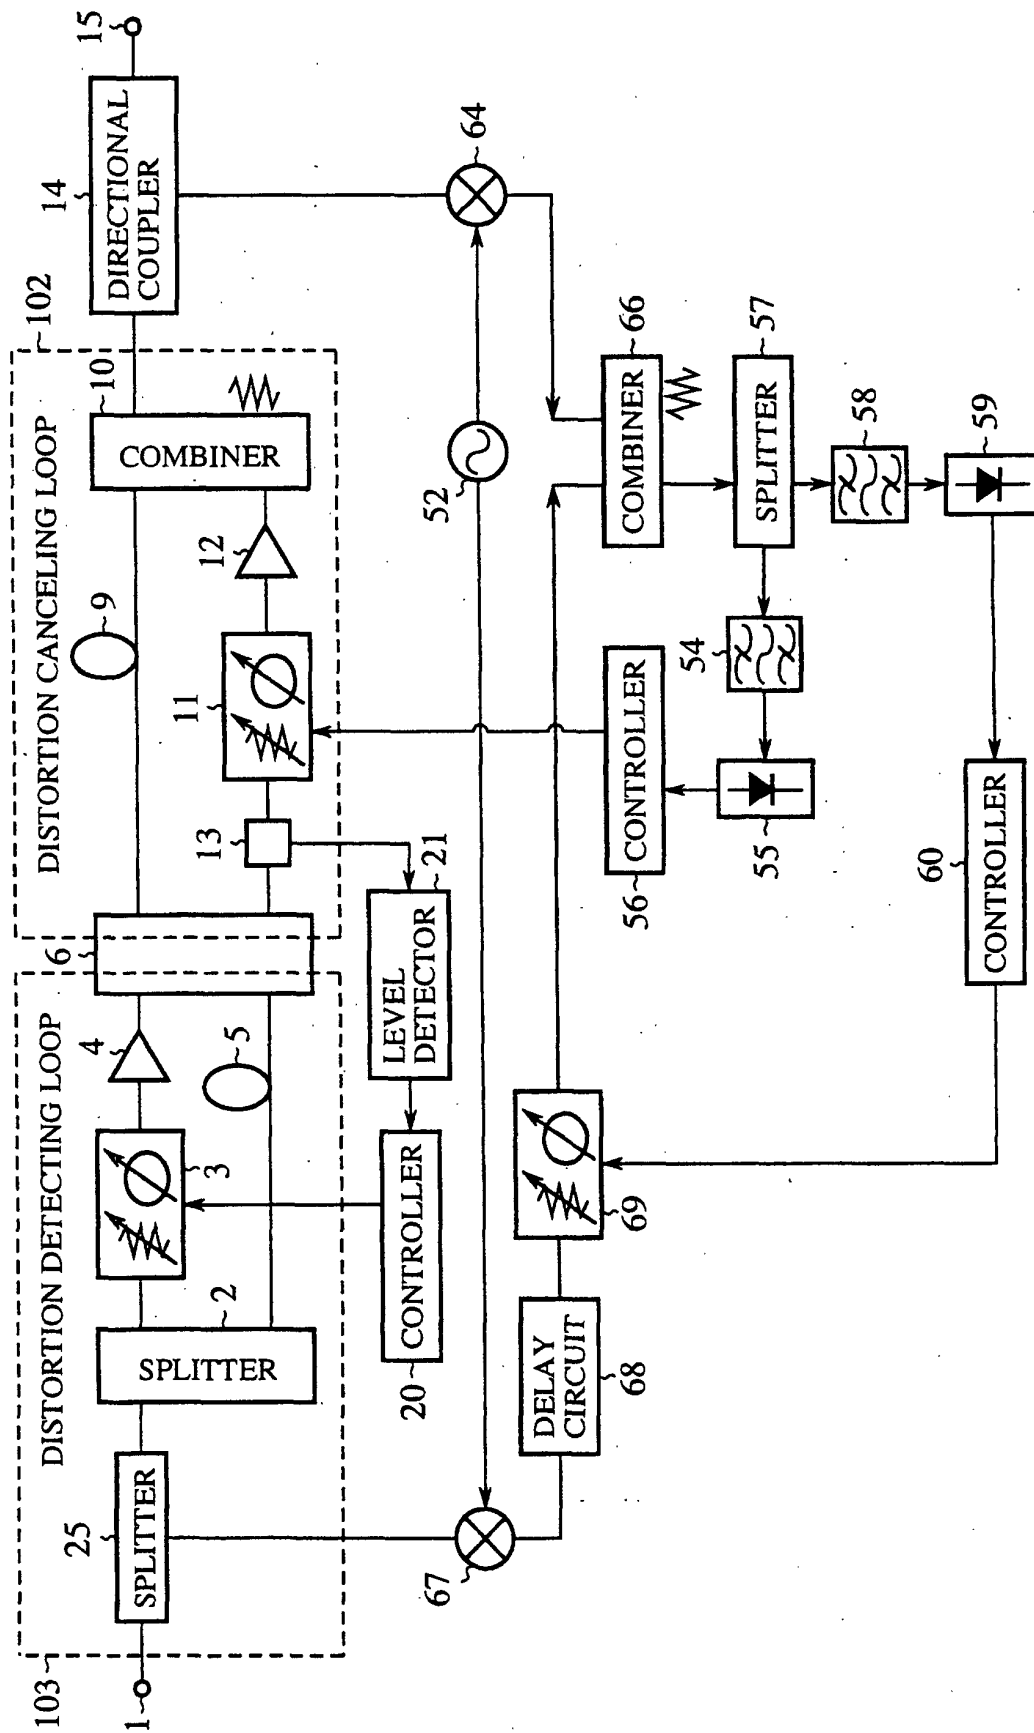 103
DISTORTION DETECTING LOOP
DISTORTION CANCELING LOOP
102
1
25
SPLITTER
2
SPLITTER
3
4
5
6
9
10
COMBINER
11
12
13
14
DIRECTIONAL
COUPLER
15
20
CONTROLLER
21
LEVEL
DETECTOR
52
64
67
68
DELAY
CIRCUIT
69
66
COMBINER
57
SPLITTER
54
55
56
CONTROLLER
58
59
60
CONTROLLER